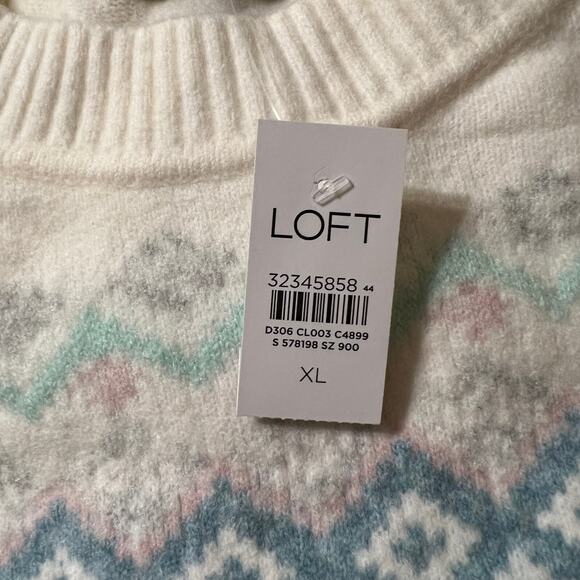 LOFT
32345858 44
D306 CL003 C4899
S 578198 SZ 900
XL